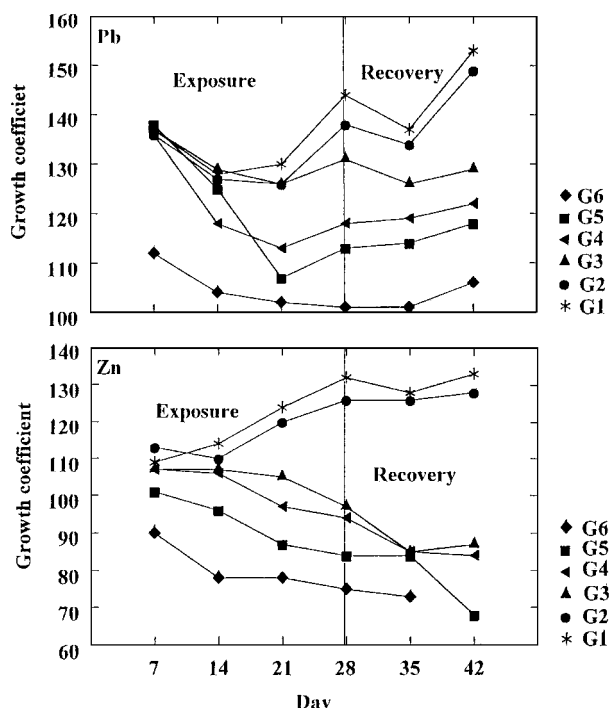 160
Pb
150
Exposure
Recovery
140
130
120
110
100
Growth coefficiet
G6
G5
G4
G3
G2
G1
140
Zn
130
Exposure
120
110
Recovery
100
90
80
70
60
Growth coefficient
G6
G5
G4
G3
G2
G1
7 14 21 28 35 42
Day